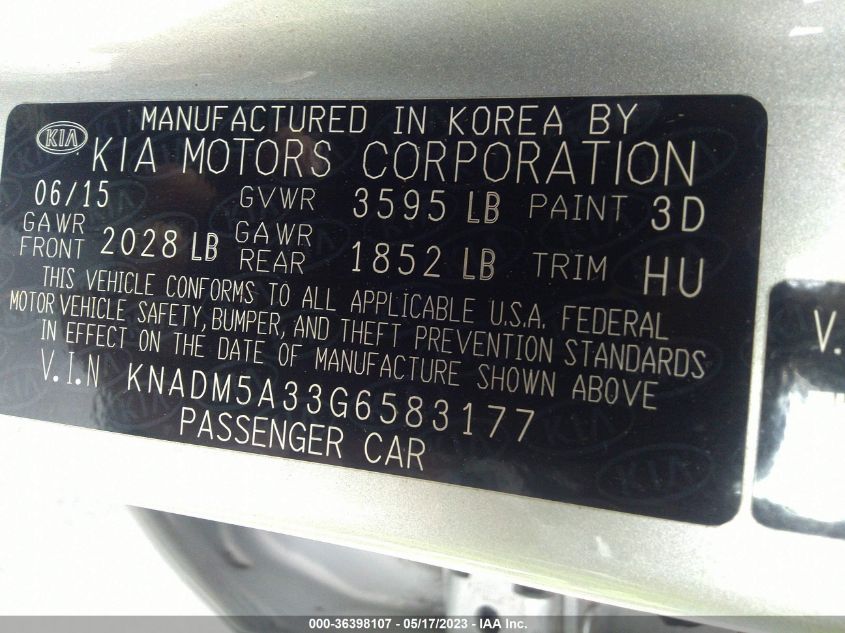 MANUFACTURED IN KOREA BY
KIA KIA MOTORS CORPORATION
06/15 GVWR 3595 LB PAINT 3D
GAWR FRONT 2028 LB GAWR REAR 1852 LB TRIM HU
THIS VEHICLE CONFORMS TO ALL APPLICABLE U.S.A. FEDERAL
MOTOR VEHICLE SAFETY, BUMPER, AND THEFT PREVENTION STANDARDS
IN EFFECT ON THE DATE OF MANUFACTURE SHOWN ABOVE
V.I.N KNADM5A33G6583177
PASSENGER CAR
V.
000-36398107 - 05/17/2023 - IAA Inc.